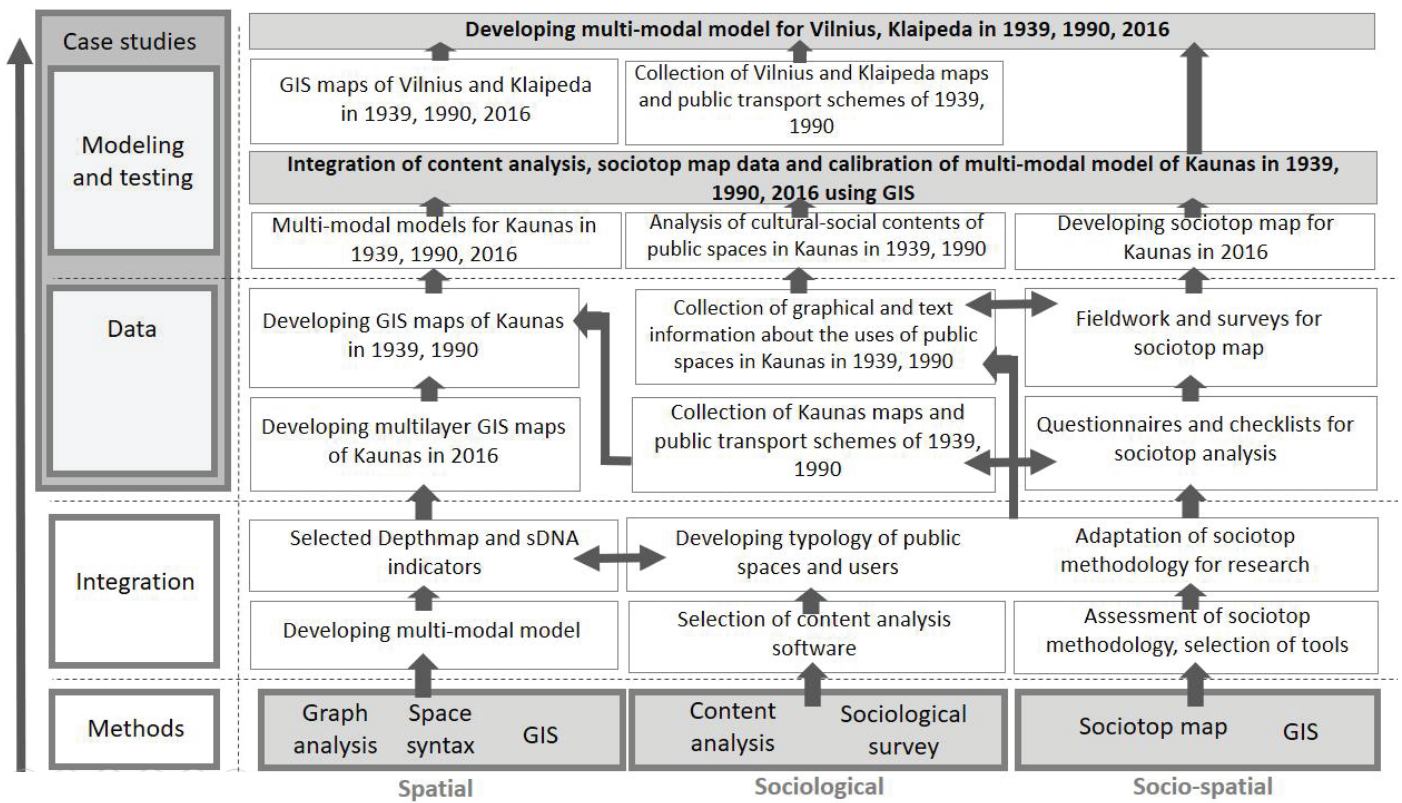 Case studies
Developing multi-modal model for Vilnius, Klaipeda in 1939, 1990, 2016
Modeling
and testing
GIS maps of Vilnius and Klaipeda
in 1939, 1990, 2016
Collection of Vilnius and Klaipeda maps
and public transport schemes of 1939,
1990
Integration of content analysis, sociotop map data and calibration of multi-modal model of Kaunas in 1939,
1990, 2016 using GIS
Multi-modal models for Kaunas in
1939, 1990, 2016
Analysis of cultural-social contents of
public spaces in Kaunas in 1939, 1990
Developing sociotop map for
Kaunas in 2016
Data
Developing GIS maps of Kaunas
in 1939, 1990
Collection of graphical and text
information about the uses of public
spaces in Kaunas in 1939, 1990
Fieldwork and surveys for
sociotop map
Developing multilayer GIS maps
of Kaunas in 2016
Collection of Kaunas maps and
public transport schemes of 1939,
1990
Questionnaires and checklists for
sociotop analysis
Integration
Selected Depthmap and sDNA
indicators
Developing typology of public
spaces and users
Adaptation of sociotop
methodology for research
Developing multi-modal model
Selection of content analysis
software
Assessment of sociotop
methodology, selection of tools
Methods
Graph
analysis
Space
syntax
GIS
Content
analysis
Sociological
survey
Sociotop map
GIS
Spatial
Sociological
Socio-spatial